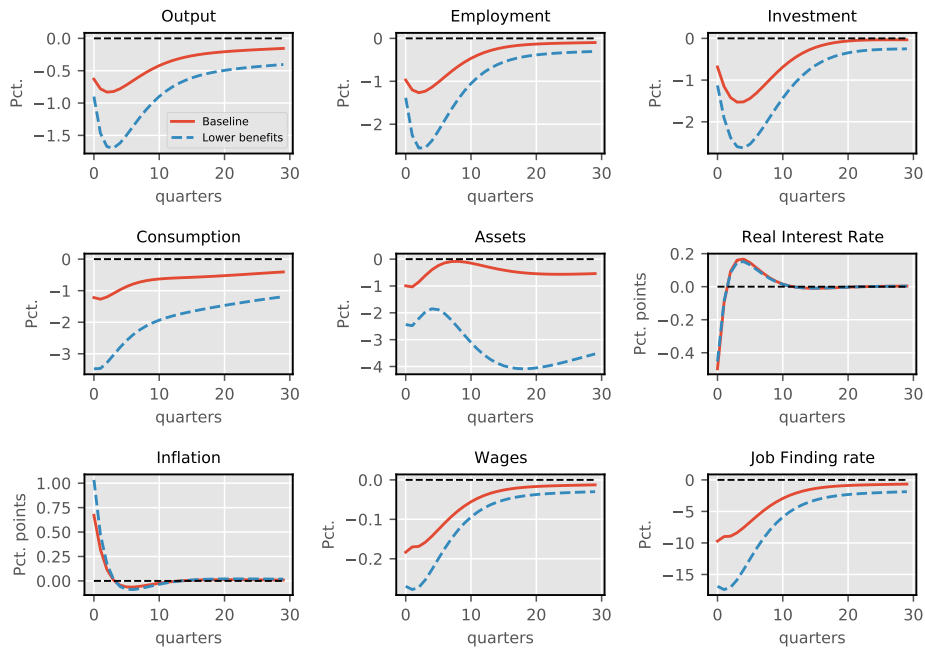 Output
Pct.
0.0
−0.5
−1.0
−1.5
Baseline
Lower benefits
0
10
20
30
quarters
Employment
Pct.
0
−1
−2
0
10
20
30
quarters
Investment
Pct.
0
−1
−2
0
10
20
30
quarters
Consumption
Pct.
0
−1
−2
−3
0
10
20
30
quarters
Assets
Pct.
0
−1
−2
−3
−4
0
10
20
30
quarters
Real Interest Rate
Pct. points
0.2
0.0
−0.2
−0.4
0
10
20
30
quarters
Inflation
Pct. points
1.00
0.75
0.50
0.25
0.00
0
10
20
30
quarters
Wages
Pct.
0.0
−0.1
−0.2
0
10
20
30
quarters
Job Finding rate
Pct.
0
−5
−10
−15
0
10
20
30
quarters